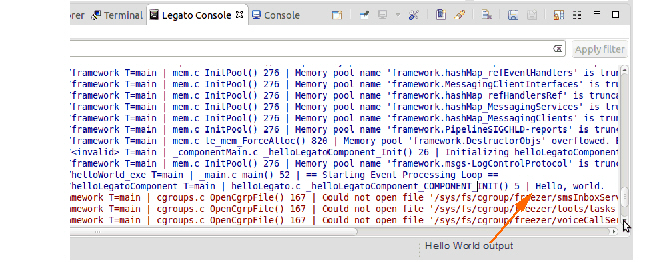 orer Terminal Legato Console Console
Apply filter
'framework T=main | mem.c InitPool() 276 | Memory pool name 'framework.hashMap_refEventHandlers' is trunc
'framework T=main | mem.c InitPool() 276 | Memory pool name 'framework.MessagingClientInterfaces' is trun
'framework T=main | mem.c InitPool() 276 | Memory pool name 'framework.hashMap_refHandlersRef' is truncat
'framework T=main | mem.c InitPool() 276 | Memory pool name 'framework.hashMap_MessagingServices' is trun
'framework T=main | mem.c InitPool() 276 | Memory pool name 'framework.hashMap_MessagingClients' is trunc
'framework T=main | mem.c InitPool() 276 | Memory pool name 'framework.PipelineSIGCHLD-reports' is trunca
'framework T=main | mem.c le_mem_ForceAlloc() 820 | Memory pool 'framework.DestructorObjs' overflowed. E
'<invalid> T=main | _componentMain.c _helloLegatoComponent_Init() 26 | Initializing helloLegatoComponent
'framework T=main | mem.c InitPool() 276 | Memory pool name 'framework.msgs-LogControlProtocol' is trunca
'helloWorld_exe T=main | _main.c main() 52 | == Starting Event Processing Loop ==
'helloLegatoComponent T=main | helloLegato.c _helloLegatoComponent_COMPONENT_INIT() 5 | Hello, world.
amework T=main | cgroups.c OpenCgrpFile() 167 | Could not open file '/sys/fs/cgroup/freezer/smsInboxServ
amework T=main | cgroups.c OpenCgrpFile() 167 | Could not open file '/sys/fs/cgroup/freezer/tools/tasks'
amework T=main | cgroups.c OpenCgrpFile() 167 | Could not open file '/sys/fs/cgroup/freezer/voiceCallSer
Hello World output